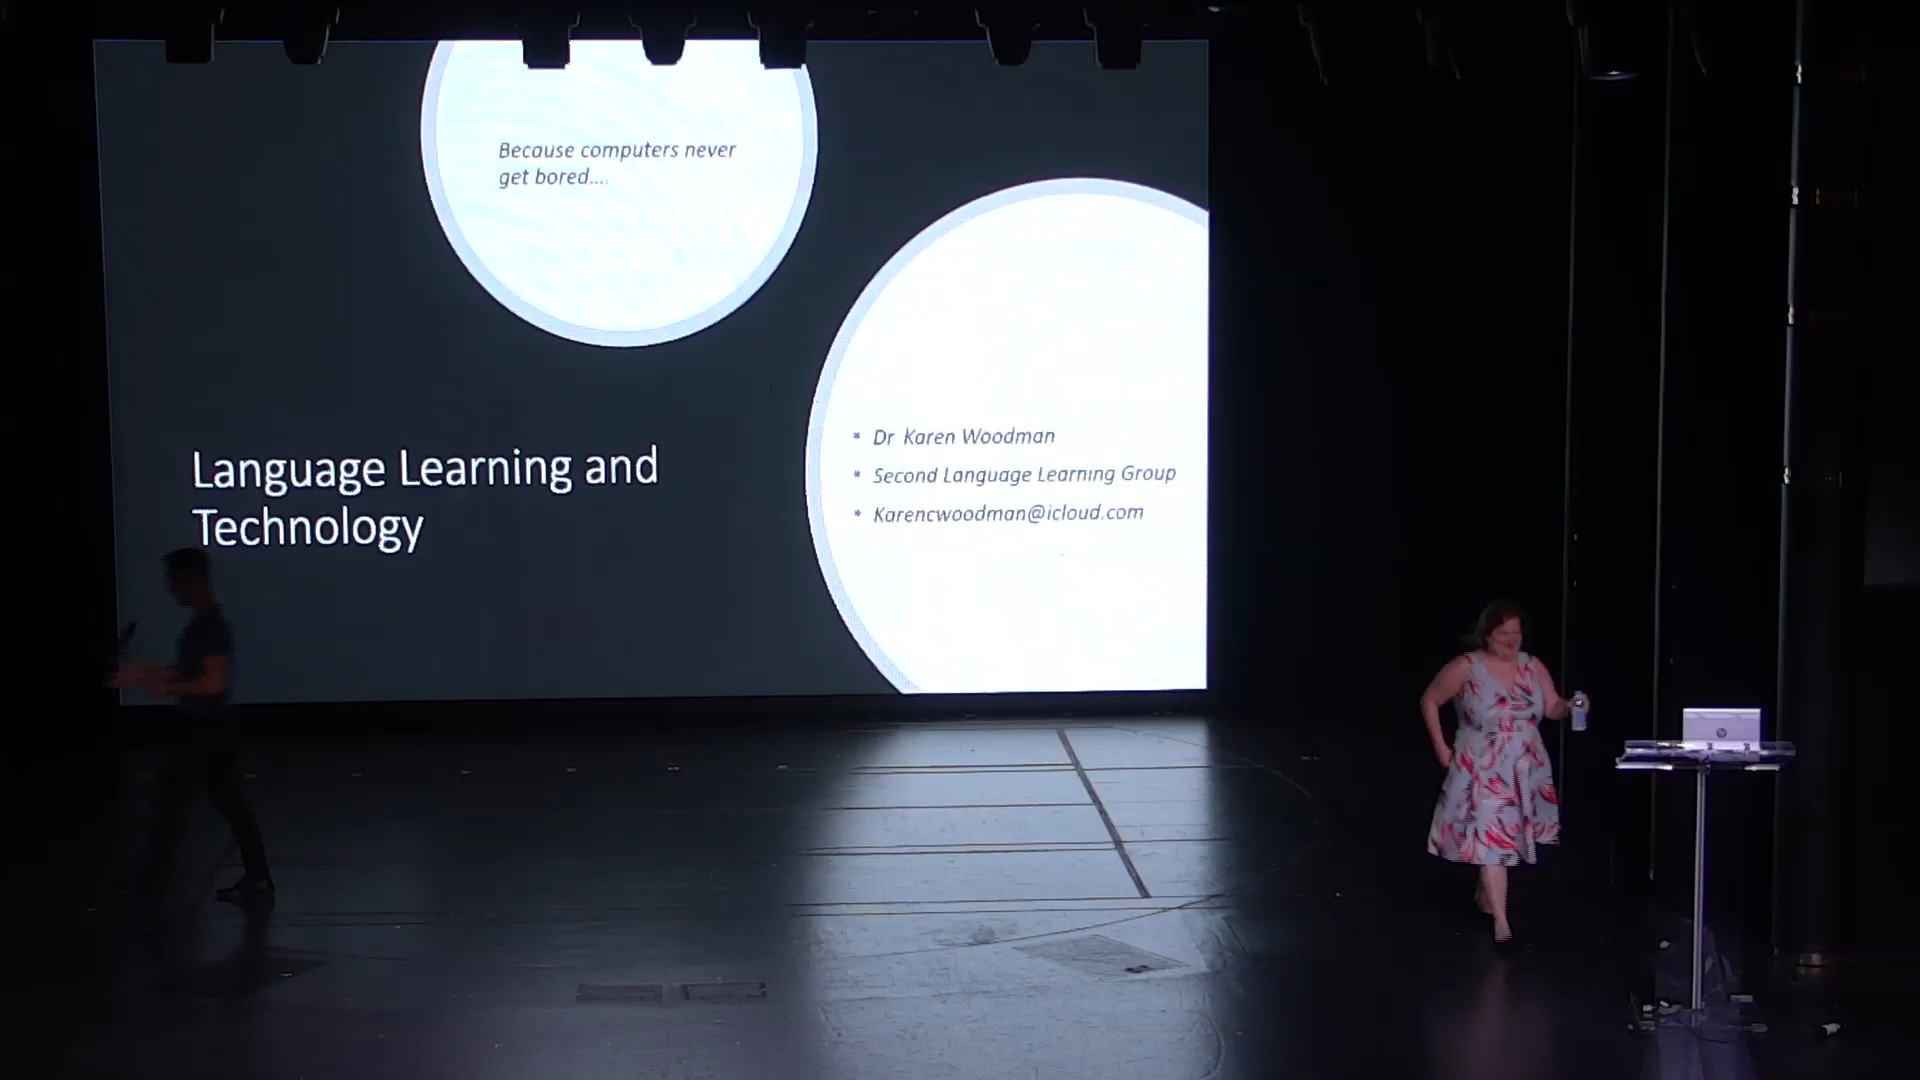 Because computers never
get bored....
Language Learning and
Technology
* Dr Karen Woodman
* Second Language Learning Group
* Karencwoodman@icloud.com